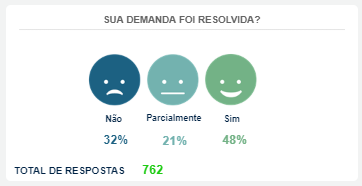 SUA DEMANDA FOI RESOLVIDA?
Não Parcialmente Sim
32% 21% 48%
TOTAL DE RESPOSTAS 762